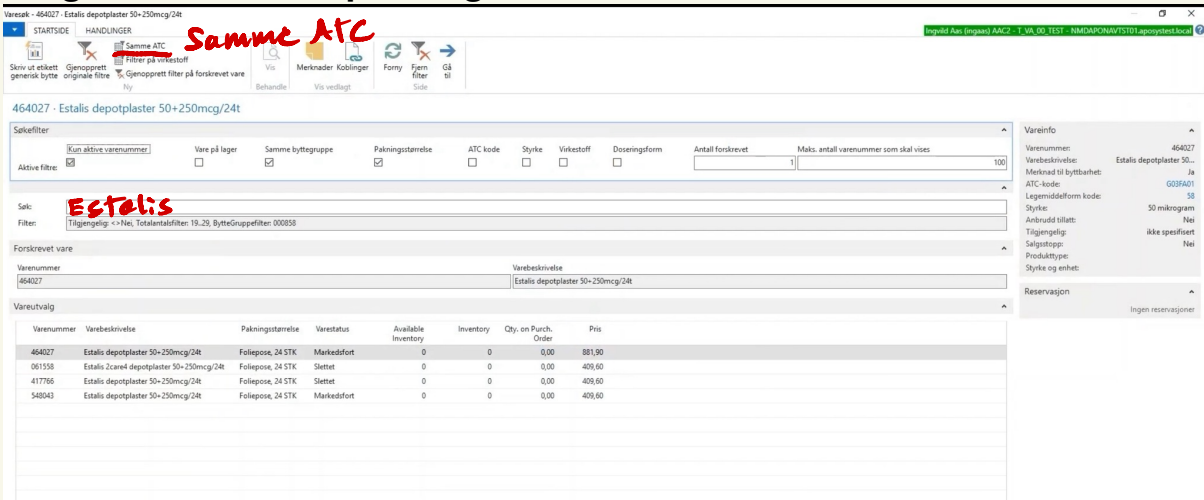 Varesøk - 464027 · Estalis depotplaster 50+250mcg/24t
STARTSIDE HANDLINGER
Ingvild Aas (ingaas) AAC2 - T_VA_00_TEST - NMDAPONAVTST01.aposystest.local
Samme ATC
Skriv ut etikett generisk bytte
Gjenopprett originale filtre
Samme ATC
Filtrer på virkestoff
Gjenopprett filter på forskrevet vare
Ny
Vis
Behandle
Merknader Koblinger
Vis vedlagt
Forny
Fjern filter
Gå til
Side
464027 · Estalis depotplaster 50+250mcg/24t
Søkefilter
Kun aktive varenummer Vare på lager Samme byttegruppe Pakningsstørrelse ATC kode Styrke Virkestoff Doseringsform Antall forskrevet Maks. antall varenummer som skal vises
Aktive filtre: 1 100
Søk: Estalis
Filter: Tilgjengelig: <>Nei, Totalantalsfilter: 19..29, ByttegGruppefilter: 000858
Forskrevet vare
Varenummer Varebeskrivelse
464027 Estalis depotplaster 50+250mcg/24t
Vareutvalg
Varenummer Varebeskrivelse Pakningsstørrelse Varestatus Available Inventory Inventory Qty. on Purch. Order Pris
464027 Estalis depotplaster 50+250mcg/24t Foliepose, 24 STK Markedsfort 0 0 0,00 881,90
061558 Estalis 2care4 depotplaster 50+250mcg/24t Foliepose, 24 STK Slettet 0 0 0,00 409,60
417766 Estalis depotplaster 50+250mcg/24t Foliepose, 24 STK Slettet 0 0 0,00 409,60
548043 Estalis depotplaster 50+250mcg/24t Foliepose, 24 STK Markedsfort 0 0 0,00 409,60
Vareinfo
Varenummer: 464027
Varebeskrivelse: Estalis depotplaster 50...
Merknad til byttbarhet: Ja
ATC-kode: G03FA01
Legemiddelform kode: 58
Styrke: 50 mikrogram
Anbrudd tillatt: Nei
Tilgjengelig: ikke spesifisert
Salgsstopp: Nei
Produkttype:
Styrke og enhet:
Reservasjon
Ingen reservasjoner